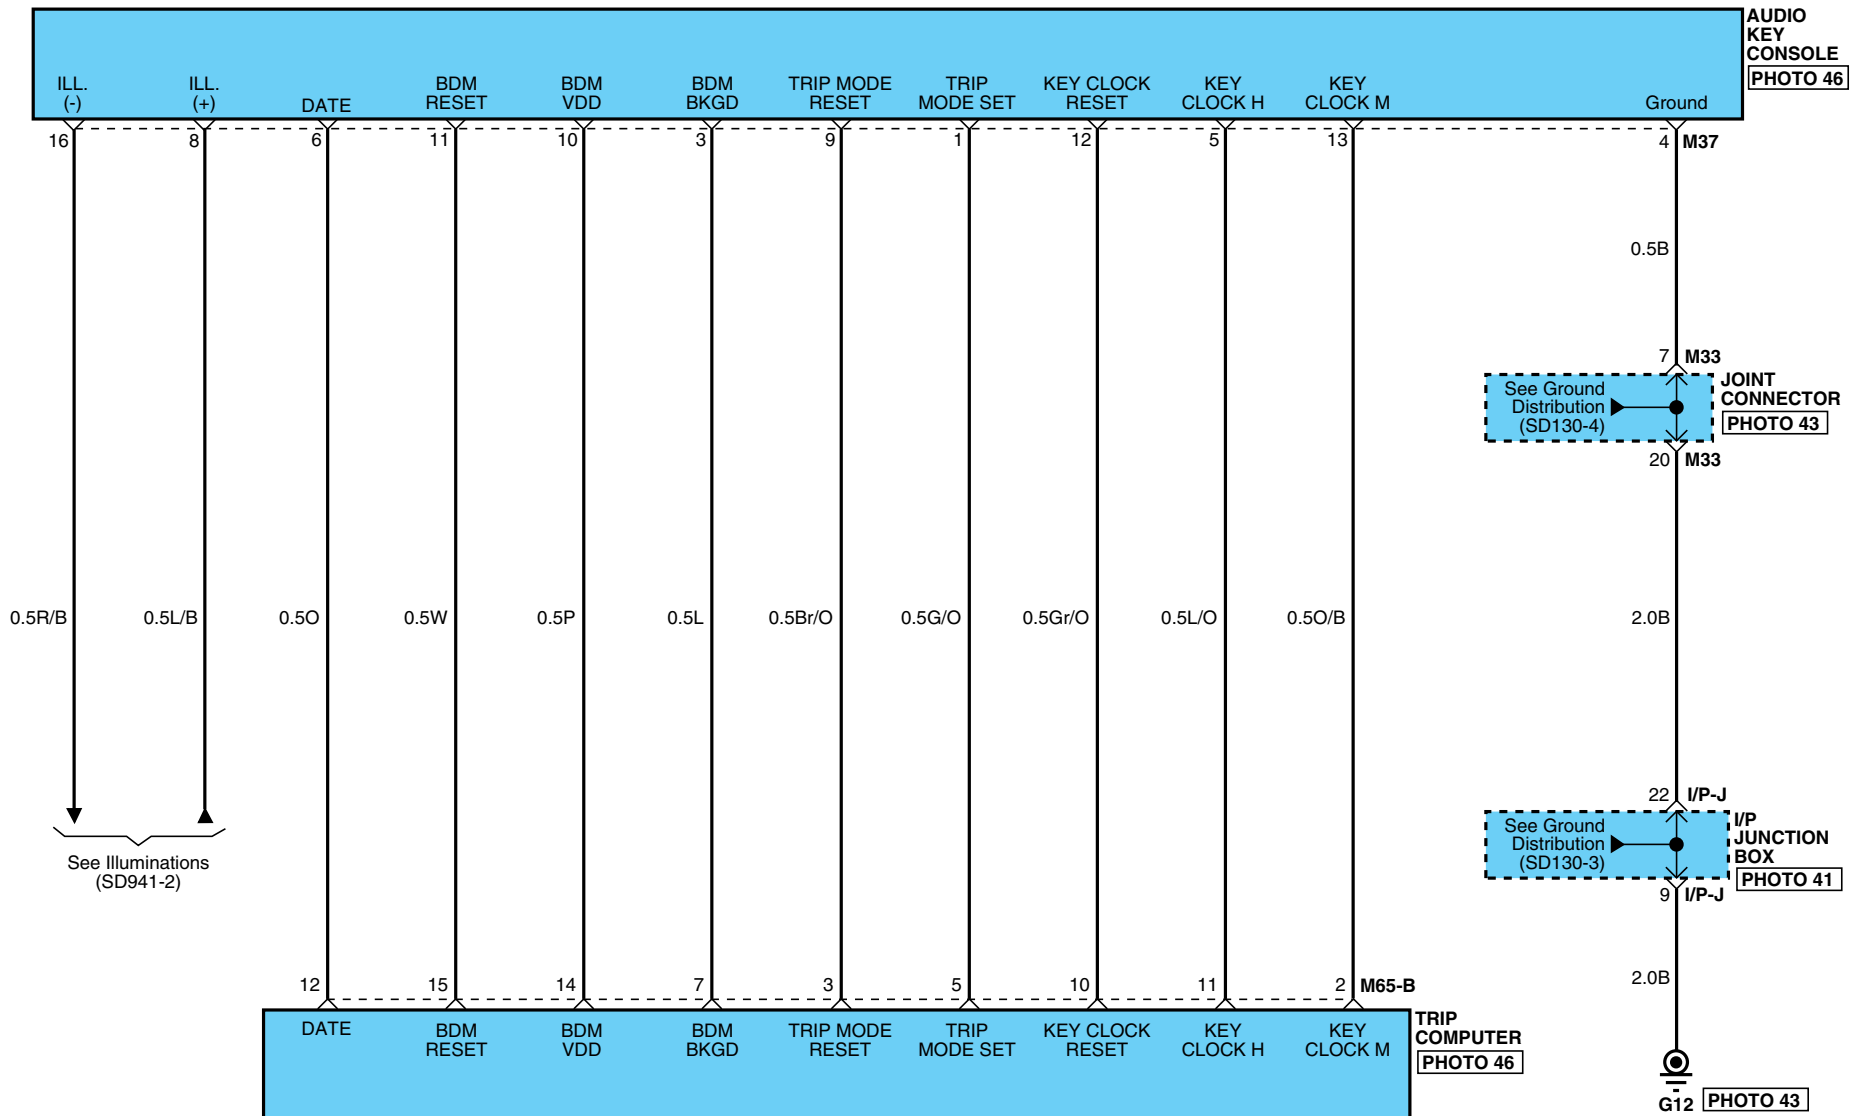 AUDIO
KEY
CONSOLE
PHOTO 46
ILL.
(-)
ILL.
(+)
DATE
BDM
RESET
BDM
VDD
BDM
BKGD
TRIP MODE
RESET
TRIP
MODE SET
KEY CLOCK
RESET
KEY
CLOCK H
KEY
CLOCK M
Ground
16
8
6
11
10
3
9
1
12
5
13
4
M37
0.5B
7
M33
See Ground
Distribution
(SD130-4)
JOINT
CONNECTOR
PHOTO 43
20
M33
0.5R/B
0.5L/B
0.5O
0.5W
0.5P
0.5L
0.5Br/O
0.5G/O
0.5Gr/O
0.5L/O
0.5O/B
2.0B
22
I/P-J
See Ground
Distribution
(SD130-3)
I/P
JUNCTION
BOX
PHOTO 41
9
I/P-J
See Illuminations
(SD941-2)
2.0B
12
15
14
7
3
5
10
11
2
M65-B
DATE
BDM
RESET
BDM
VDD
BDM
BKGD
TRIP MODE
RESET
TRIP
MODE SET
KEY CLOCK
RESET
KEY
CLOCK H
KEY
CLOCK M
TRIP
COMPUTER
PHOTO 46
G12
PHOTO 43